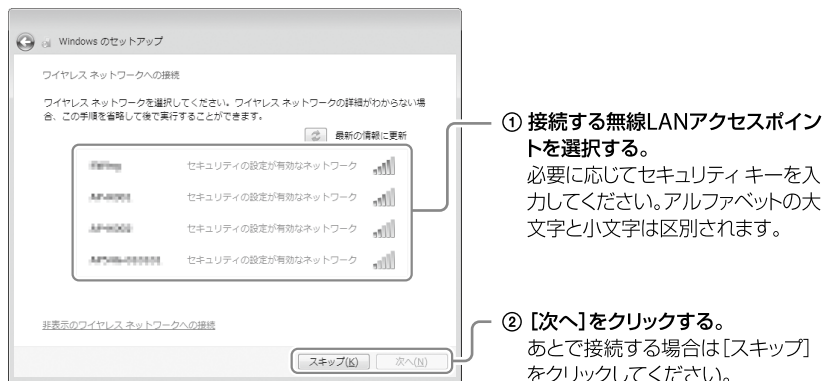 Windows のセットアップ
ワイヤレス ネットワークへの接続
ワイヤレス ネットワークを選択してください。ワイヤレス ネットワークの詳細がわからない場
合、この手順を省略して後で実行することができます。
最新の情報に更新
セキュリティの設定が有効なネットワーク
セキュリティの設定が有効なネットワーク
セキュリティの設定が有効なネットワーク
セキュリティの設定が有効なネットワーク
非表示のワイヤレス ネットワークへの接続
スキップ(K) 次へ(N)
① 接続する無線LANアクセスポイン
トを選択する。
必要に応じてセキュリティ キーを入
力してください。アルファベットの大
文字と小文字は区別されます。
② [次へ]をクリックする。
あとで接続する場合は[スキップ]
をクリックしてください。